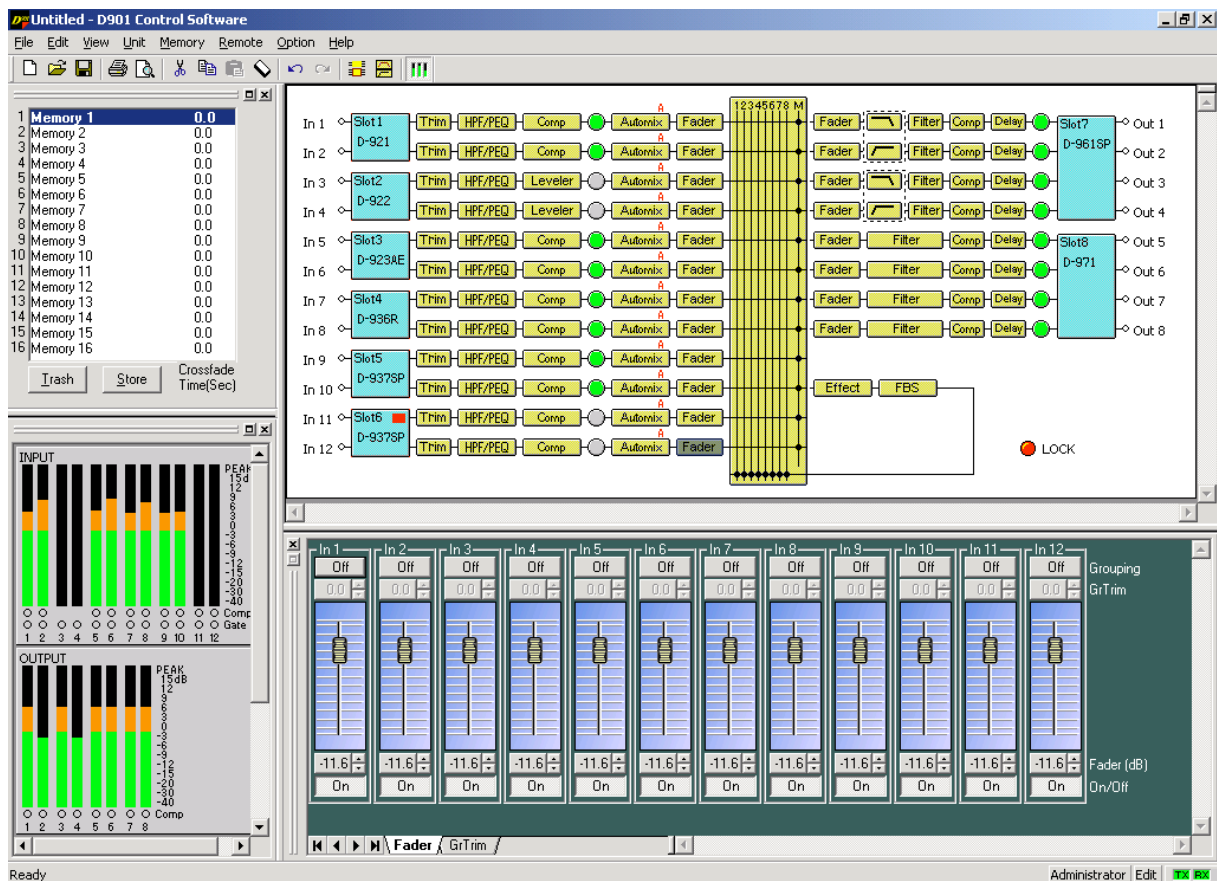 Untitled - D901 Control Software
File Edit View Unit Memory Remote Option Help
1 Memory 1 0.0
2 Memory 2 0.0
3 Memory 3 0.0
4 Memory 4 0.0
5 Memory 5 0.0
6 Memory 6 0.0
7 Memory 7 0.0
8 Memory 8 0.0
9 Memory 9 0.0
10 Memory 10 0.0
11 Memory 11 0.0
12 Memory 12 0.0
13 Memory 13 0.0
14 Memory 14 0.0
15 Memory 15 0.0
16 Memory 16 0.0
Trash Store Crossfade
Time(Sec)
INPUT
PEAK
15d
12
9
6
3
0
-3
-6
-9
-12
-15
-20
-30
-40
Comp
Gate
1 2 3 4 5 6 7 8 9 10 11 12
OUTPUT
PEAK
15dB
12
9
6
3
0
-3
-6
-9
-12
-15
-20
-30
-40
Comp
1 2 3 4 5 6 7 8
12345678 M
A
In 1 Slot1 Trim HPF/PEQ Comp Automix Fader Fader Filter Comp Delay Slot7 Out 1
D-921 A D-961SP
In 2 Trim HPF/PEQ Comp Automix Fader Fader Filter Comp Delay Out 2
A
In 3 Slot2 Trim HPF/PEQ Leveler Automix Fader Fader Filter Comp Delay Out 3
D-922 A
In 4 Trim HPF/PEQ Leveler Automix Fader Fader Filter Comp Delay Out 4
A
In 5 Slot3 Trim HPF/PEQ Comp Automix Fader Fader Filter Comp Delay Slot8 Out 5
D-923AE A D-971
In 6 Trim HPF/PEQ Comp Automix Fader Fader Filter Comp Delay Out 6
A
In 7 Slot4 Trim HPF/PEQ Comp Automix Fader Fader Filter Comp Delay Out 7
D-936R A
In 8 Trim HPF/PEQ Comp Automix Fader Fader Filter Comp Delay Out 8
A
In 9 Slot5 Trim HPF/PEQ Comp Automix Fader
D-937SP A
In 10 Trim HPF/PEQ Comp Automix Fader Effect FBS
A
In 11 Slot6 Trim HPF/PEQ Comp Automix Fader
D-937SP A
In 12 Trim HPF/PEQ Comp Automix Fader LOCK
In 1 In 2 In 3 In 4 In 5 In 6 In 7 In 8 In 9 In 10 In 11 In 12
Off Off Off Off Off Off Off Off Off Off Off Off Grouping
0.0 0.0 0.0 0.0 0.0 0.0 0.0 0.0 0.0 0.0 0.0 0.0 GrTrim
-11.6 -11.6 -11.6 -11.6 -11.6 -11.6 -11.6 -11.6 -11.6 -11.6 -11.6 -11.6 Fader (dB)
On On On On On On On On On On On On On/Off
Fader GrTrim
Ready Administrator Edit TX RX